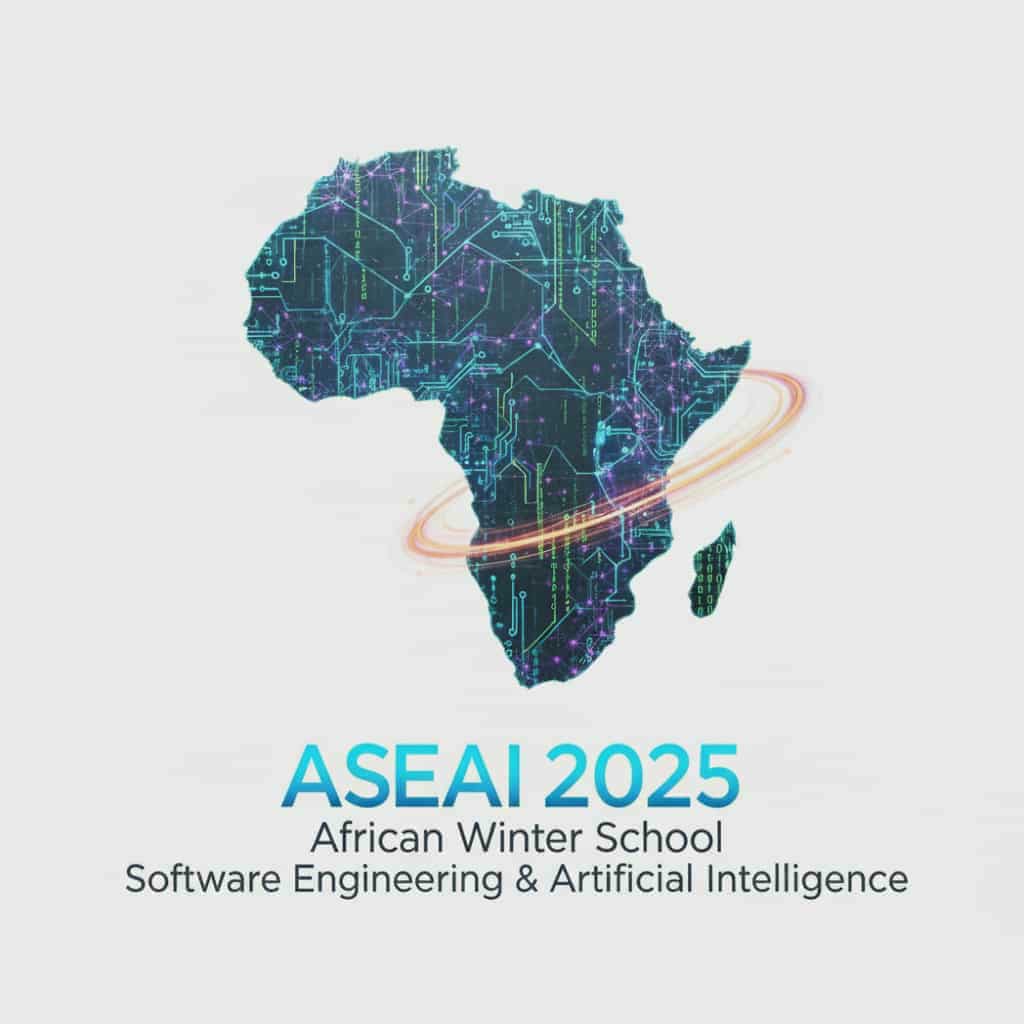 ASEAI 2025
African Winter School
Software Engineering & Artificial Intelligence